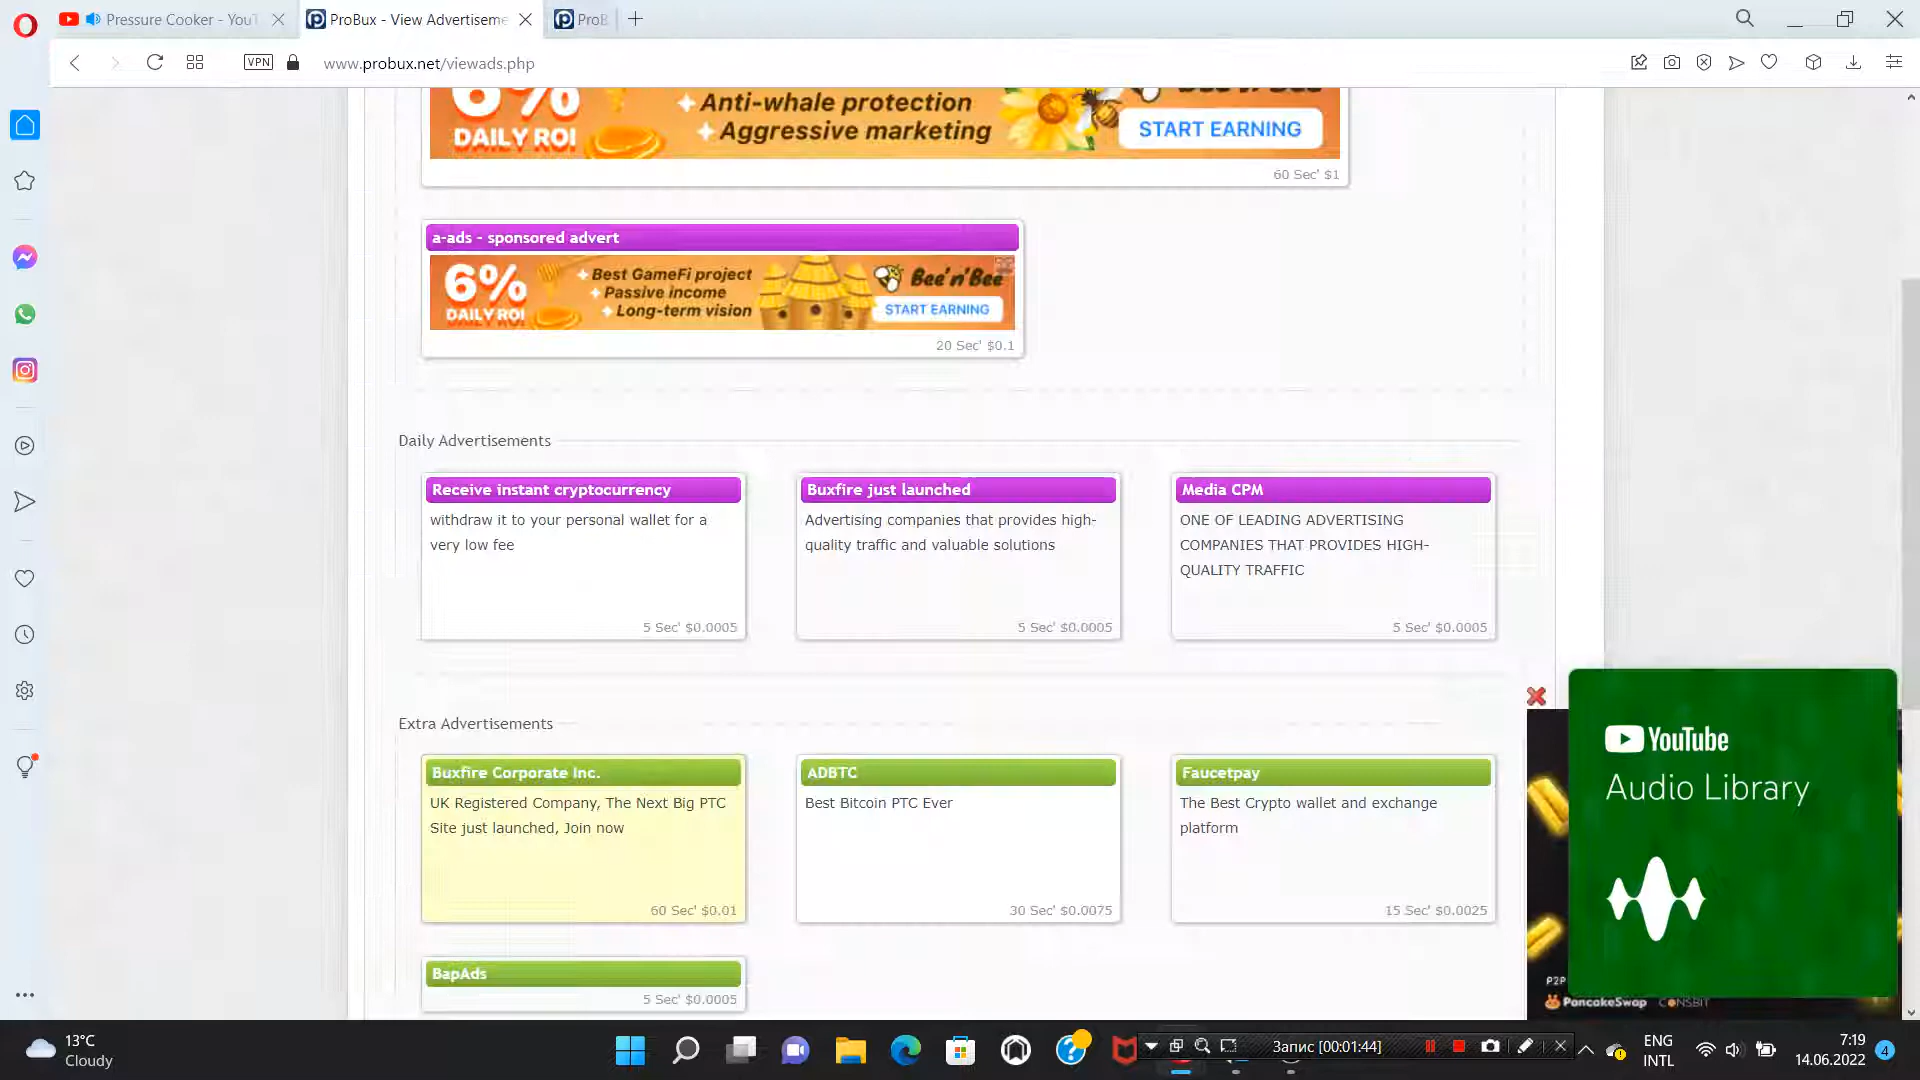 Pressure Cooker - YouT
ProBux - View Advertiseme
ProB
VPN
www.probux.net/viewads.php
6%
DAILY ROI
Anti-whale protection
Aggressive marketing
Bee'n'Bee
START EARNING
60 Sec' $1
a-ads - sponsored advert
6%
DAILY ROI
Best GameFi project
Passive income
Long-term vision
Bee'n'Bee
START EARNING
20 Sec' $0.1
Daily Advertisements
Receive instant cryptocurrency
withdraw it to your personal wallet for a
very low fee
5 Sec' $0.0005
Buxfire just launched
Advertising companies that provides high-
quality traffic and valuable solutions
5 Sec' $0.0005
Media CPM
ONE OF LEADING ADVERTISING
COMPANIES THAT PROVIDES HIGH-
QUALITY TRAFFIC
5 Sec' $0.0005
Extra Advertisements
Buxfire Corporate Inc.
UK Registered Company, The Next Big PTC
Site just launched, Join now
60 Sec' $0.01
ADBTC
Best Bitcoin PTC Ever
30 Sec' $0.0075
Faucetpay
The Best Crypto wallet and exchange
platform
15 Sec' $0.0025
BapAds
5 Sec' $0.0005
YouTube
Audio Library
P2P
PancakeSwap
CONSBIT
13°C
Cloudy
Запис [00:01:44]
ENG
INTL
7:19
14.06.2022
4